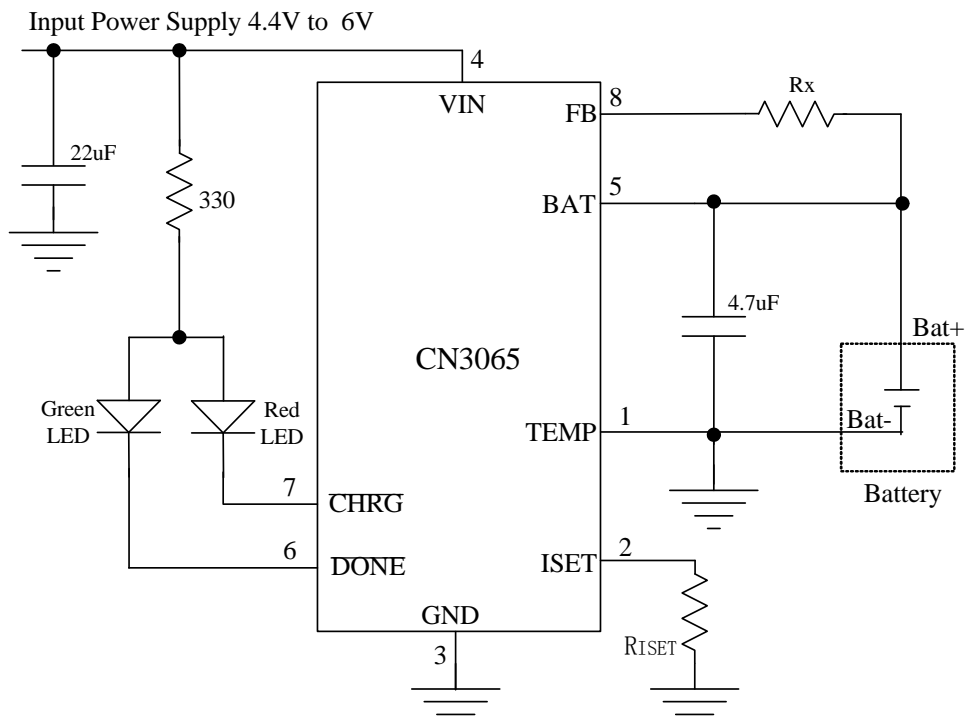 Input Power Supply 4.4V to 6V
4
VIN
8
Rx
FB
22uF
330
5
BAT
4.7uF
Bat+
CN3065
Green
LED
Red
LED
1
TEMP
Bat-
Battery
7
CHRG
6
DONE
2
ISET
GND
3
RISET